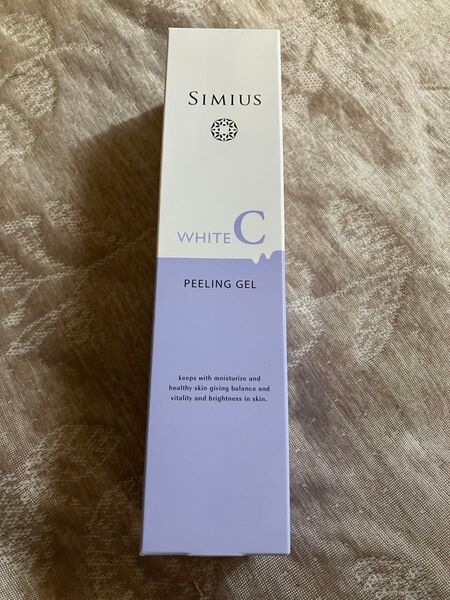 SIMIUS
WHITE C
PEELING GEL
keeps with moisturize and
healthy skin giving balance and
vitality and brightness in skin.